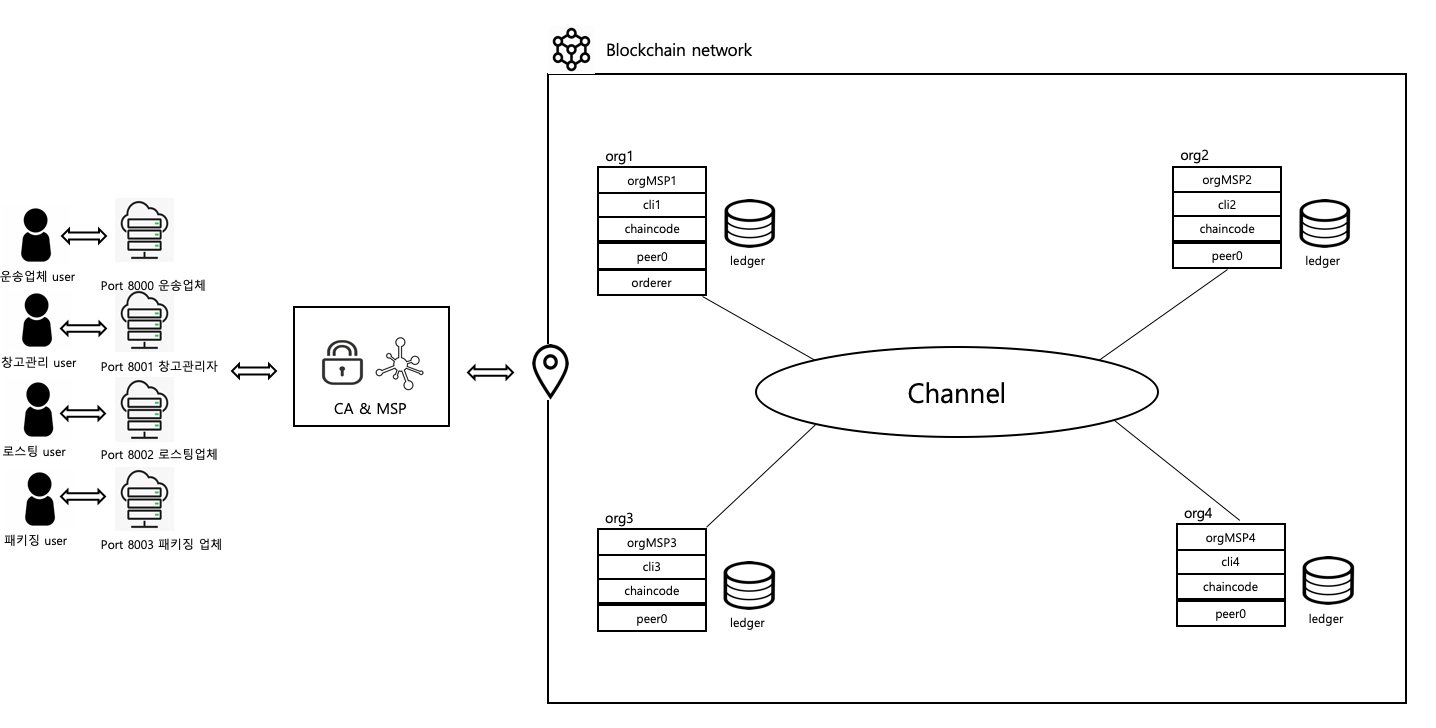 Blockchain network
운송업체 user
Port 8000 운송업체
창고관리 user
Port 8001 창고관리자
로스팅 user
Port 8002 로스팅업체
패키징 user
Port 8003 패키징 업체
CA & MSP
org1
orgMSP1
cli1
chaincode
peer0
orderer
ledger
org2
orgMSP2
cli2
chaincode
peer0
ledger
Channel
org3
orgMSP3
cli3
chaincode
peer0
ledger
org4
orgMSP4
cli4
chaincode
peer0
ledger